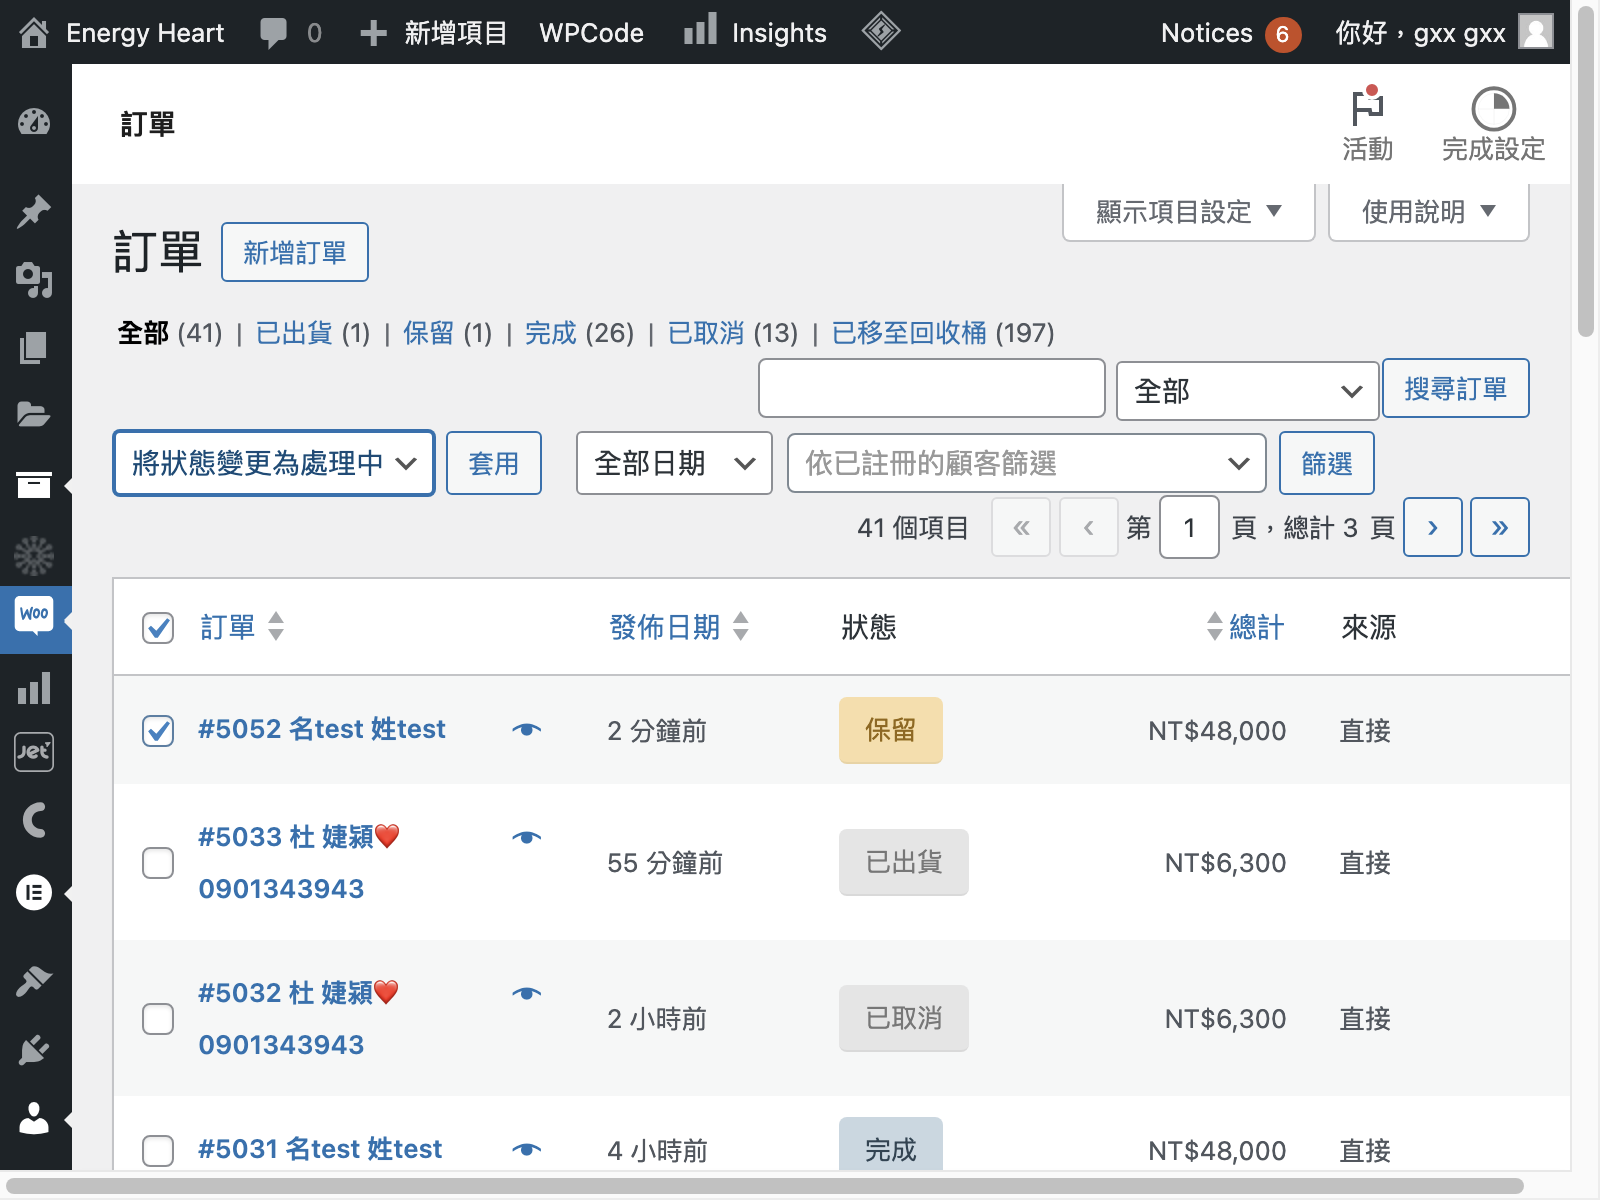 Energy Heart 0 新增項目 WPCode Insights Notices 6 你好，gxx gxx
訂單 活動 完成設定
顯示項目設定 ▼ 使用說明 ▼
訂單 新增訂單
全部 (41) | 已出貨 (1) | 保留 (1) | 完成 (26) | 已取消 (13) | 已移至回收桶 (197)
全部 搜尋訂單
將狀態變更為處理中 套用 全部日期 依已註冊的顧客篩選 篩選
41 個項目 « ‹ 第 1 頁，總計 3 頁 › »
訂單 發佈日期 狀態 總計 來源
Woo
#5052 名test 姓test 2 分鐘前 保留 NT$48,000 直接
Jet
#5033 杜 婕潁❤️ 55 分鐘前 已出貨 NT$6,300 直接
0901343943
#5032 杜 婕潁❤️ 2 小時前 已取消 NT$6,300 直接
0901343943
#5031 名test 姓test 4 小時前 完成 NT$48,000 直接